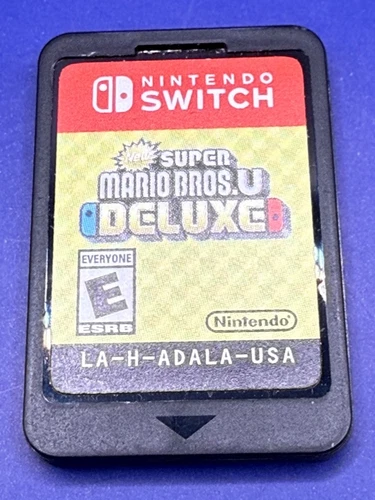 NINTENDO
SWITCH
New SUPER
MARIO BROS. U
DELUXE
EVERYONE
E
ESRB
Nintendo
LA-H-ADALA-USA